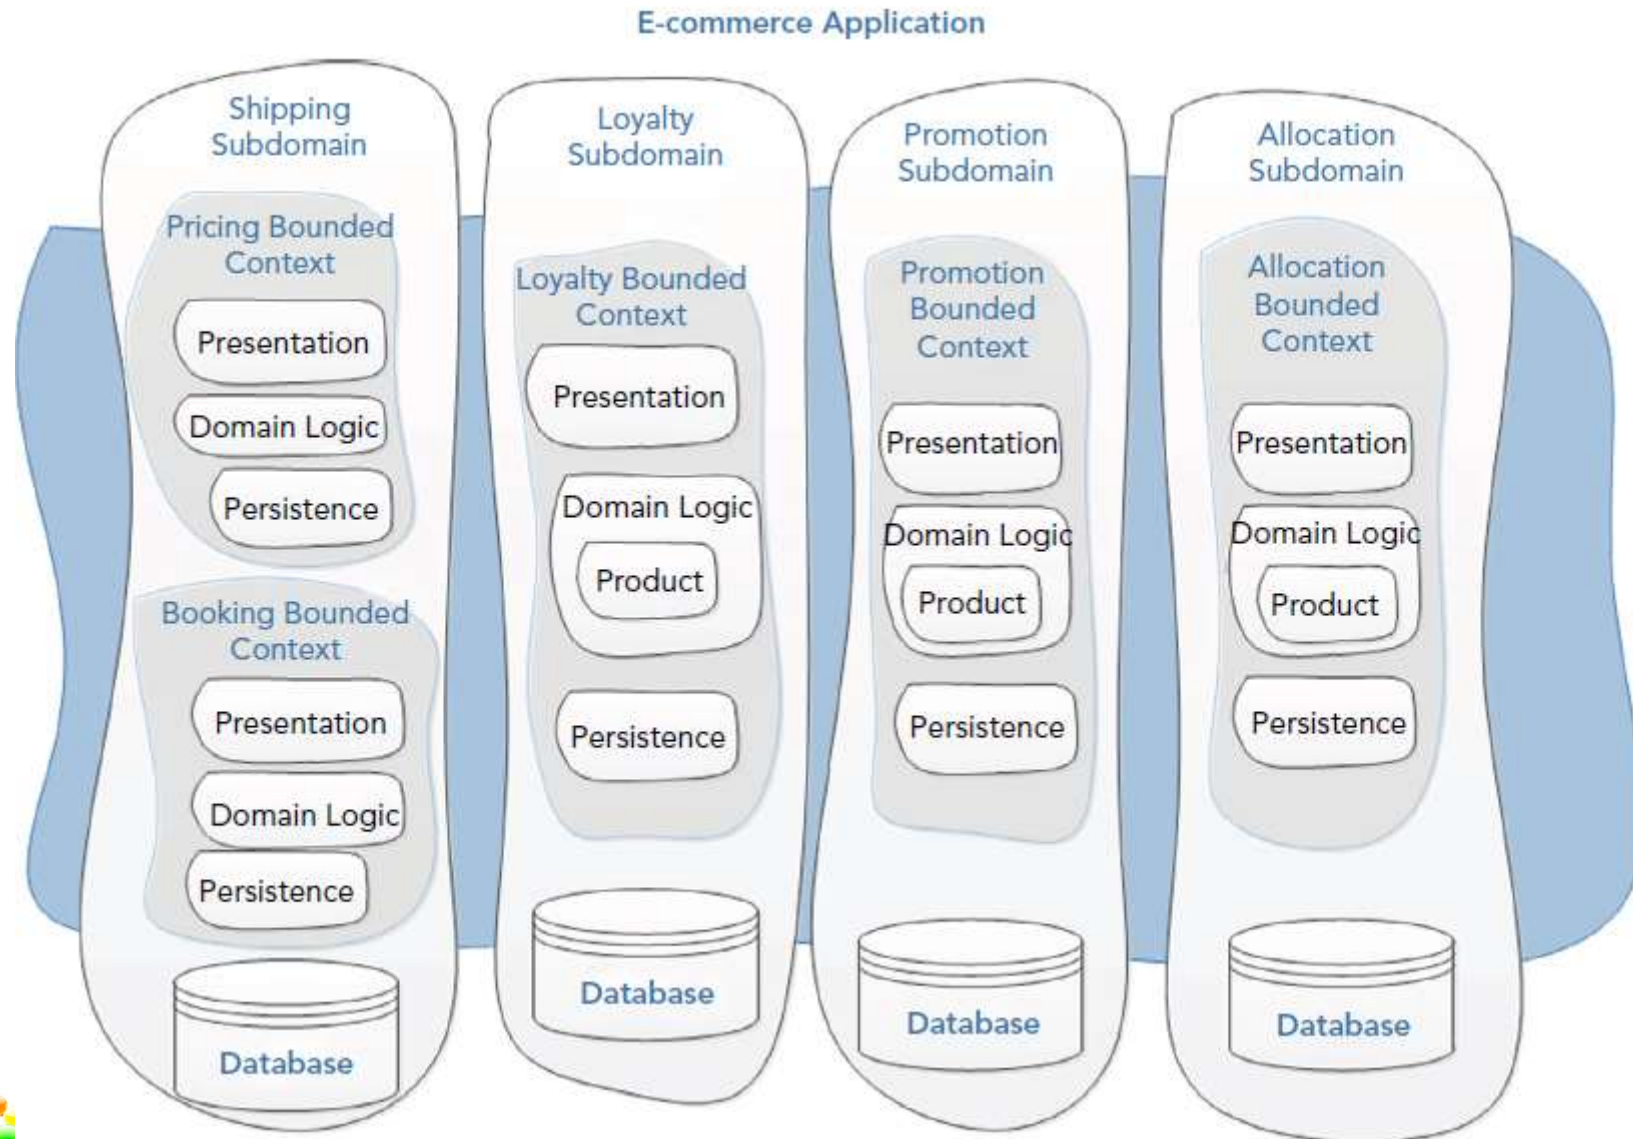 E-commerce Application
Shipping
Subdomain
Pricing Bounded
Context
Presentation
Domain Logic
Persistence
Booking Bounded
Context
Presentation
Domain Logic
Persistence
Database
Loyalty
Subdomain
Loyalty Bounded
Context
Presentation
Domain Logic
Product
Persistence
Database
Promotion
Subdomain
Promotion
Bounded
Context
Presentation
Domain Logic
Product
Persistence
Database
Allocation
Subdomain
Allocation
Bounded
Context
Presentation
Domain Logic
Product
Persistence
Database